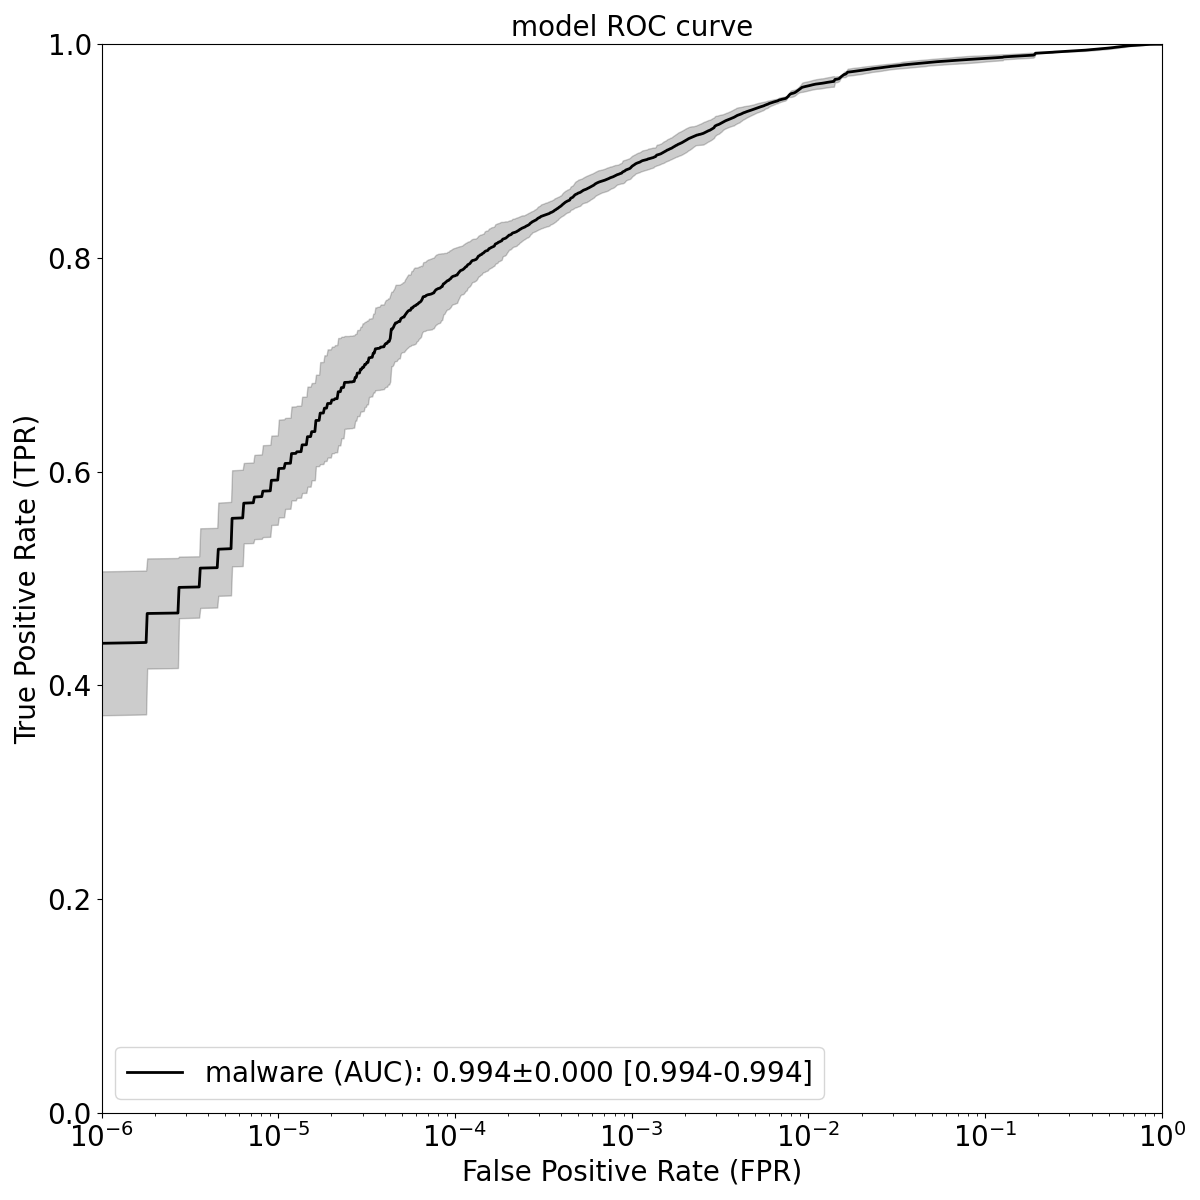 model ROC curve
1.0
0.8
0.6
0.4
0.2
0.0
True Positive Rate (TPR)
malware (AUC): 0.994±0.000 [0.994-0.994]
10⁻⁶ 10⁻⁵ 10⁻⁴ 10⁻³ 10⁻² 10⁻¹ 10⁰
False Positive Rate (FPR)